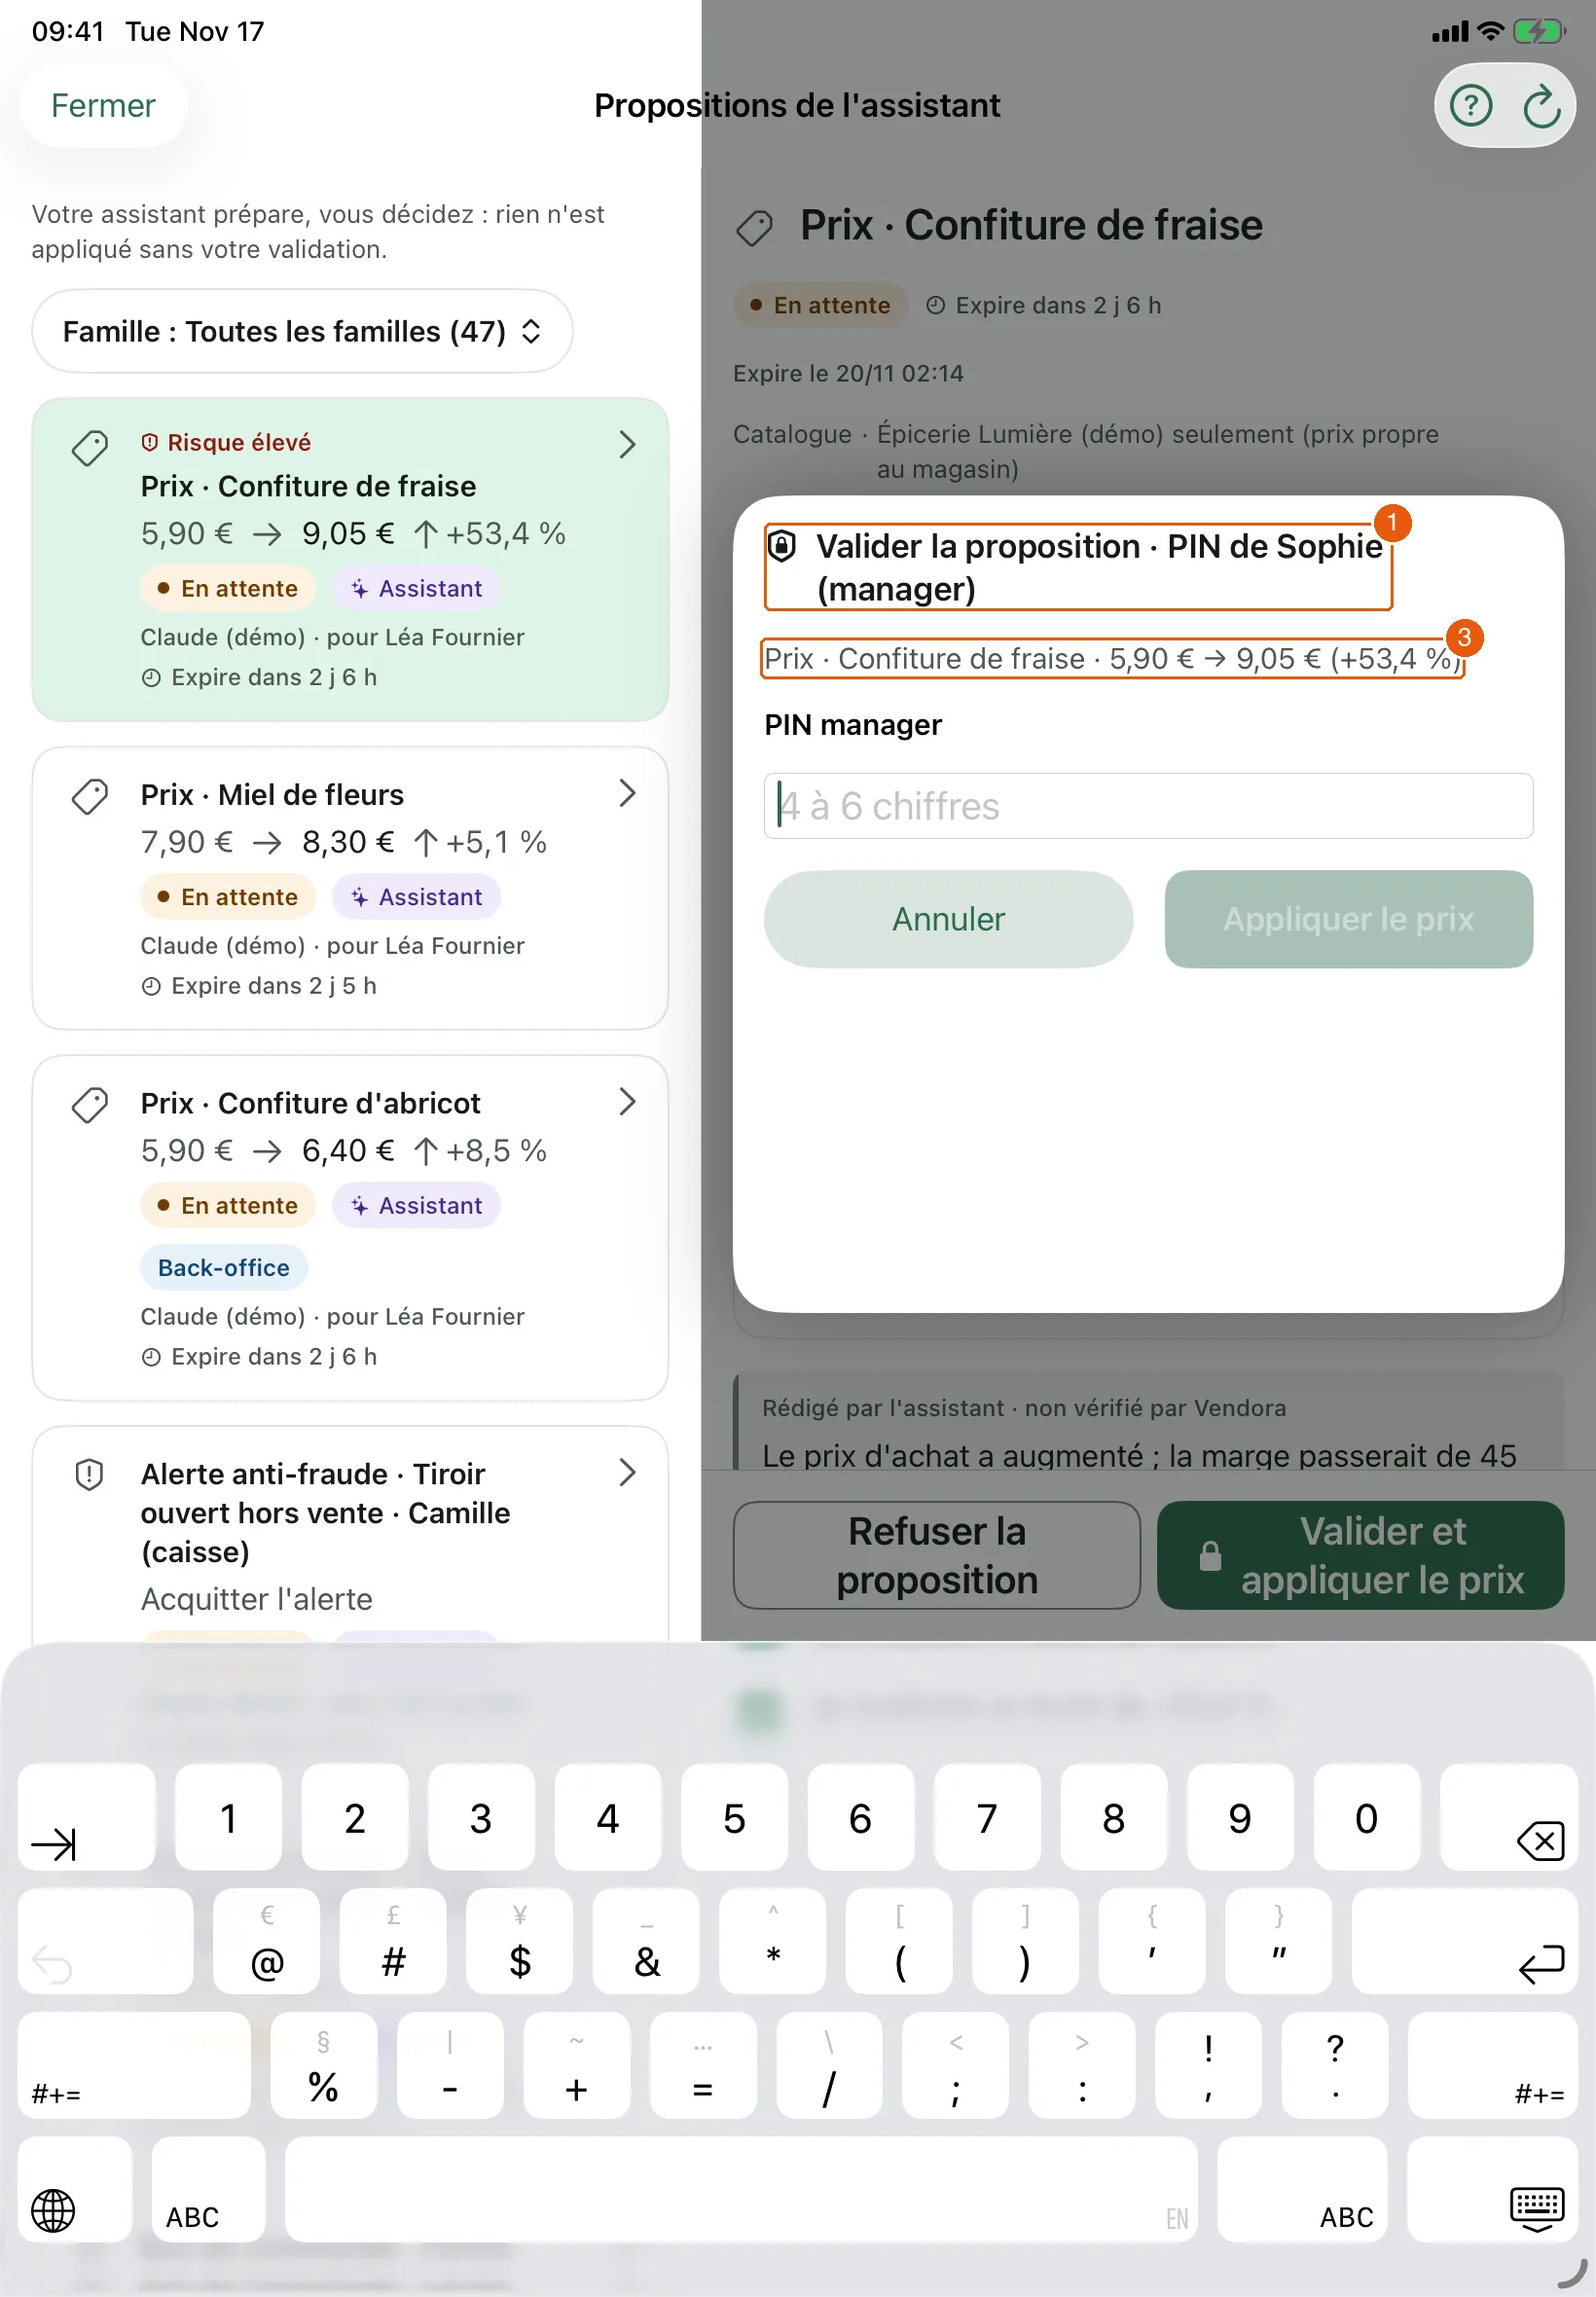 09:41 Tue Nov 17
Fermer
Propositions de l'assistant
?
Votre assistant prépare, vous décidez : rien n'est
appliqué sans votre validation.
Famille : Toutes les familles (47)
Risque élevé
Prix · Confiture de fraise
5,90 € → 9,05 € ↑ +53,4 %
En attente
Assistant
Claude (démo) · pour Léa Fournier
Expire dans 2 j 6 h
Prix · Miel de fleurs
7,90 € → 8,30 € ↑ +5,1 %
En attente
Assistant
Claude (démo) · pour Léa Fournier
Expire dans 2 j 5 h
Prix · Confiture d'abricot
5,90 € → 6,40 € ↑ +8,5 %
En attente
Assistant
Back-office
Claude (démo) · pour Léa Fournier
Expire dans 2 j 6 h
Alerte anti-fraude · Tiroir
ouvert hors vente · Camille
(caisse)
Acquitter l'alerte
Prix · Confiture de fraise
En attente
Expire dans 2 j 6 h
Expire le 20/11 02:14
Catalogue · Épicerie Lumière (démo) seulement (prix propre
au magasin)
1
Valider la proposition · PIN de Sophie
(manager)
3
Prix · Confiture de fraise · 5,90 € → 9,05 € (+53,4 %)
PIN manager
4 à 6 chiffres
Annuler
Appliquer le prix
Rédigé par l'assistant · non vérifié par Vendora
Le prix d'achat a augmenté ; la marge passerait de 45
Refuser la
proposition
Valider et
appliquer le prix
1 2 3 4 5 6 7 8 9 0
€ £ ¥ _ ^ [ ] { }
@ # $ & * ( ) ' "
§ | ~ … \ < > ! ?
#+= % - + = / ; : , . #+=
ABC EN ABC